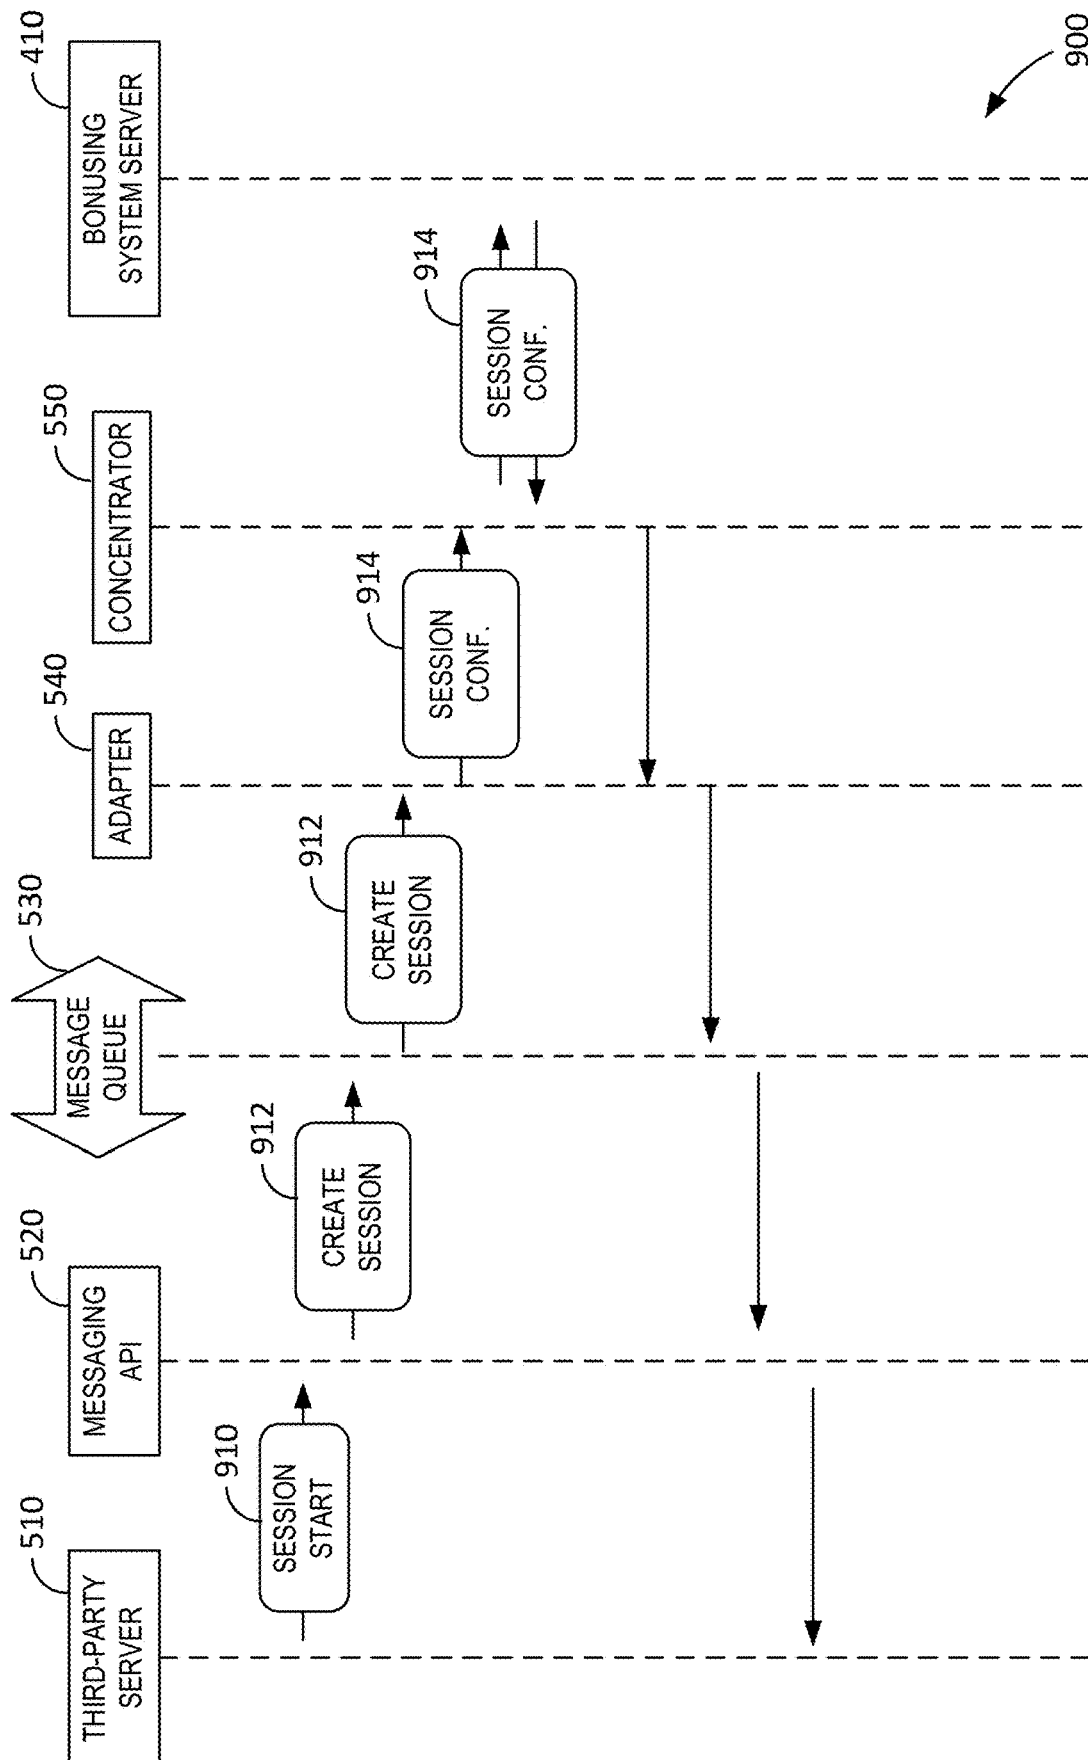 510
THIRD-PARTY
SERVER
520
MESSAGING
API
530
MESSAGE
QUEUE
540
ADAPTER
550
CONCENTRATOR
410
BONUSING
SYSTEM SERVER
910
SESSION
START
912
CREATE
SESSION
912
CREATE
SESSION
914
SESSION
CONF.
914
SESSION
CONF.
900